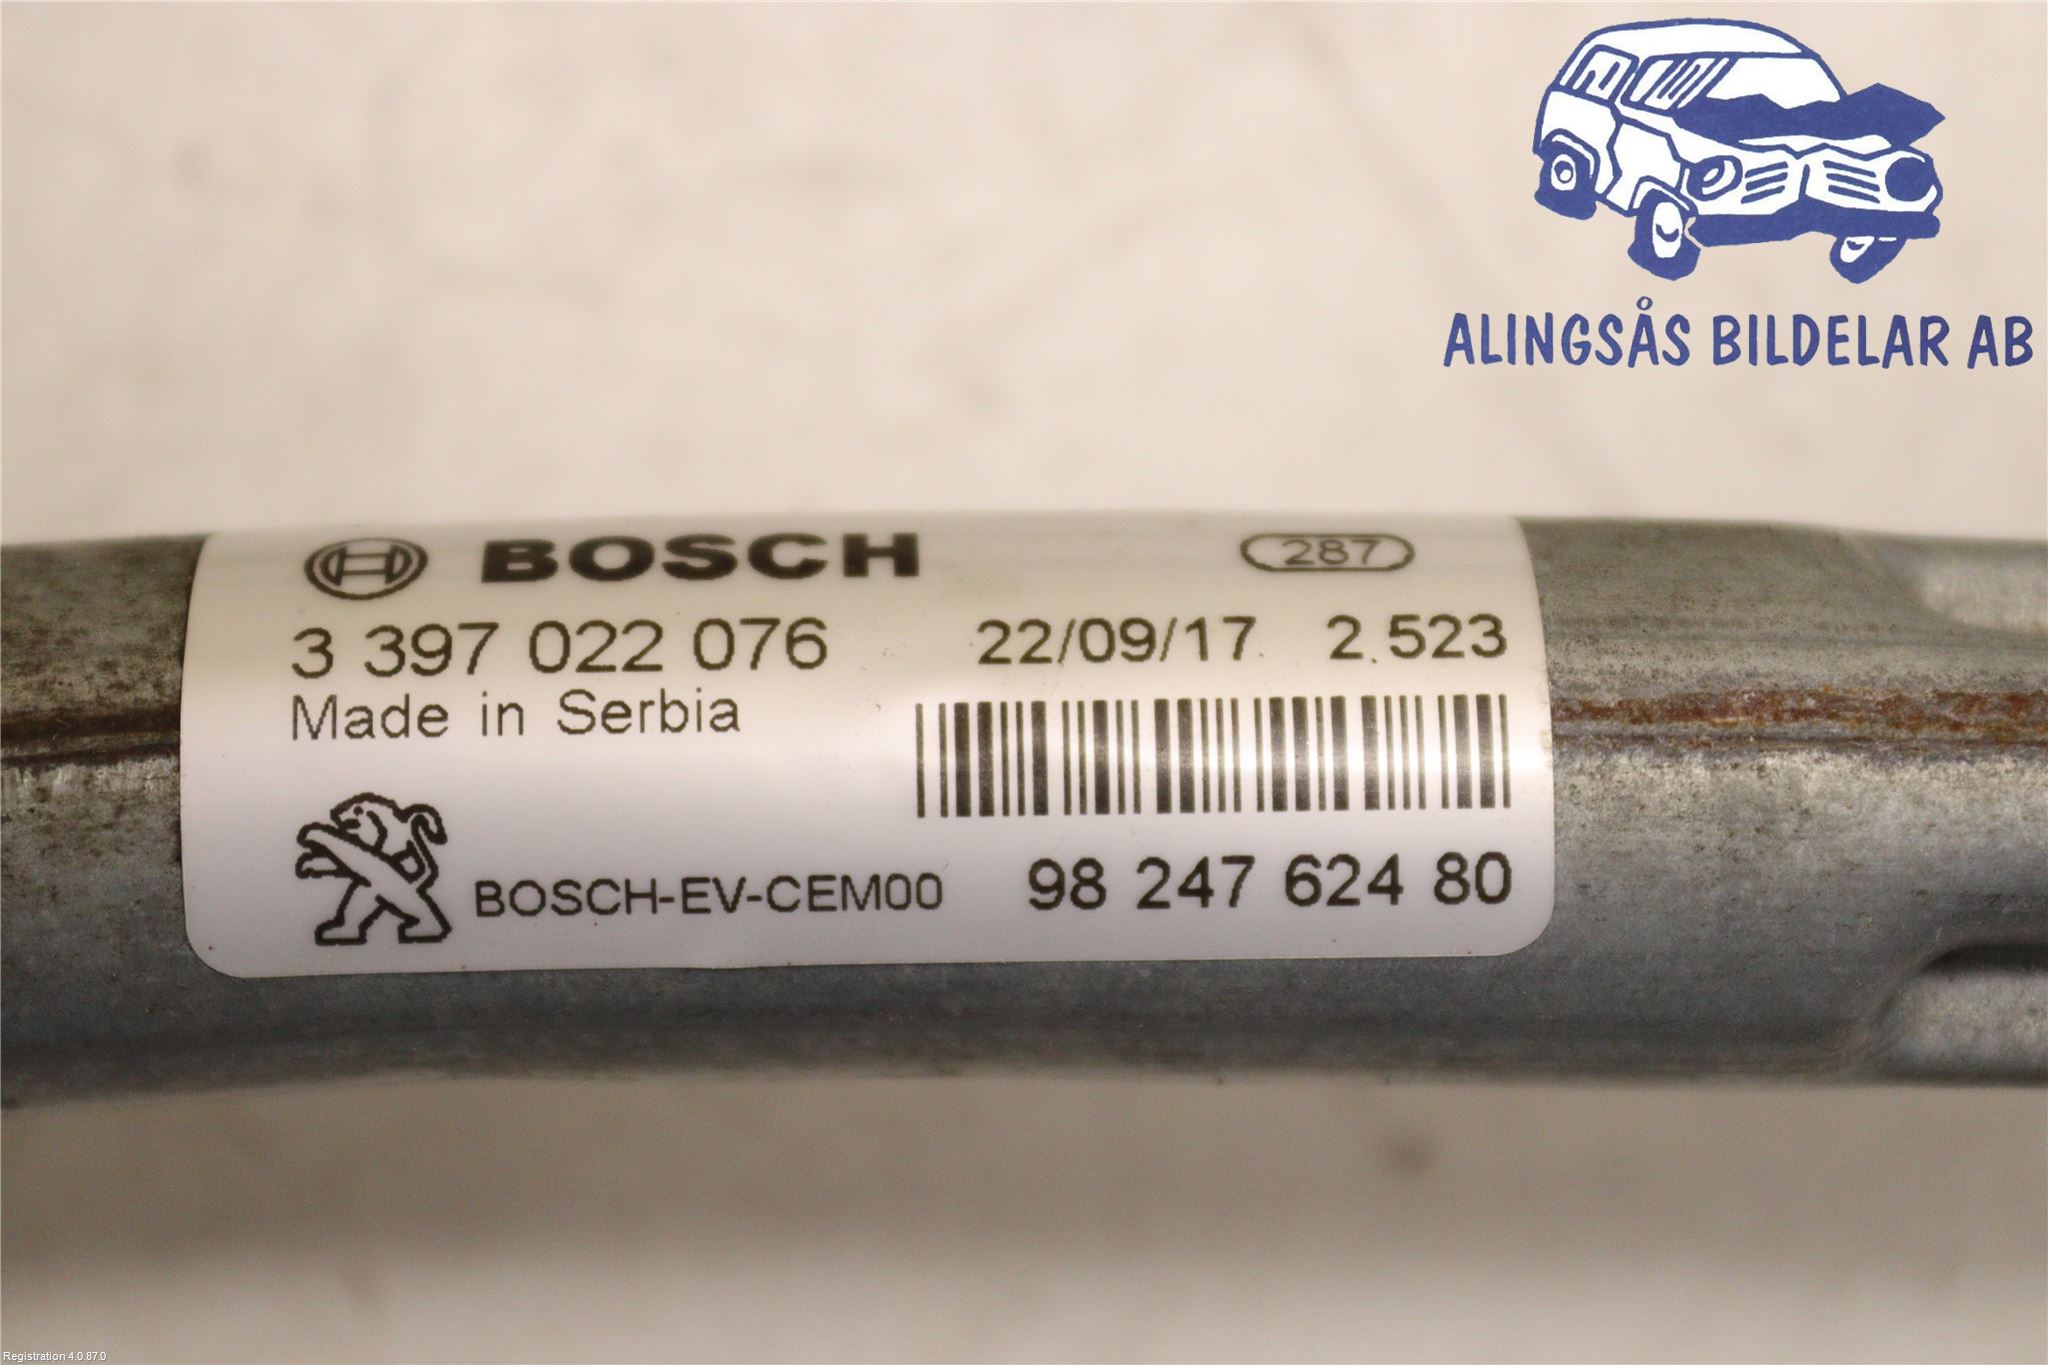 ALINGSÅS BILDELAR AB
BOSCH 287
3 397 022 076 22/09/17 2.523
Made in Serbia
BOSCH-EV-CEM00 98 247 624 80
Registration 4.0.87.0